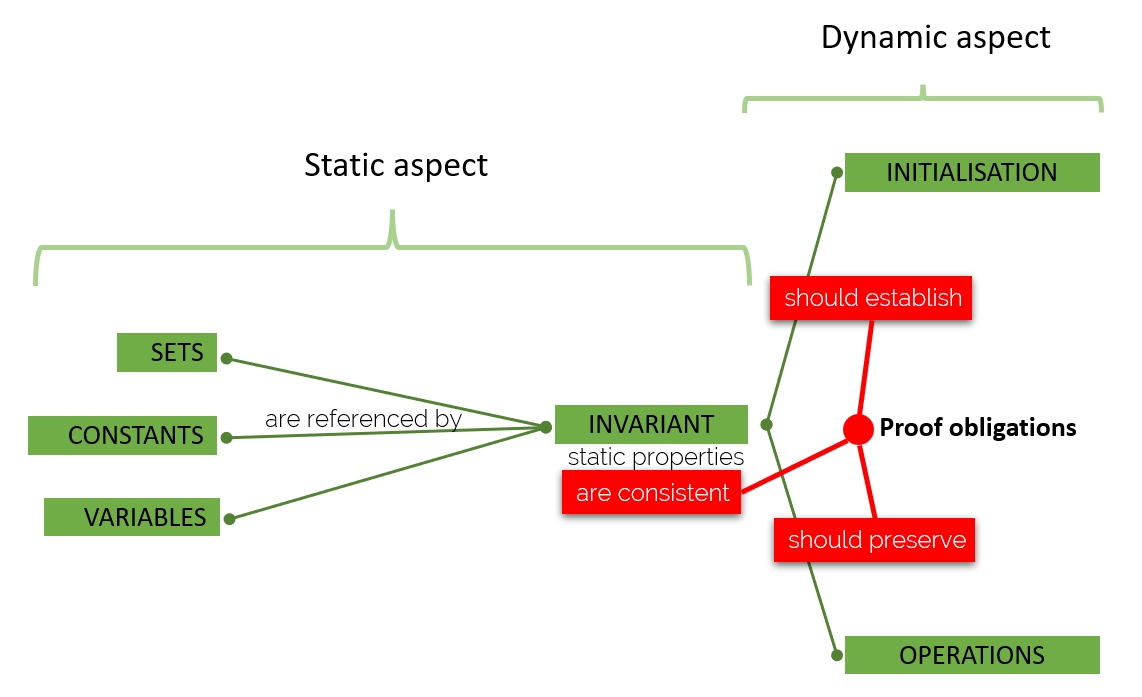 Dynamic aspect
Static aspect
INITIALISATION
should establish
SETS
are referenced by
CONSTANTS
VARIABLES
INVARIANT
static properties
are consistent
Proof obligations
should preserve
OPERATIONS